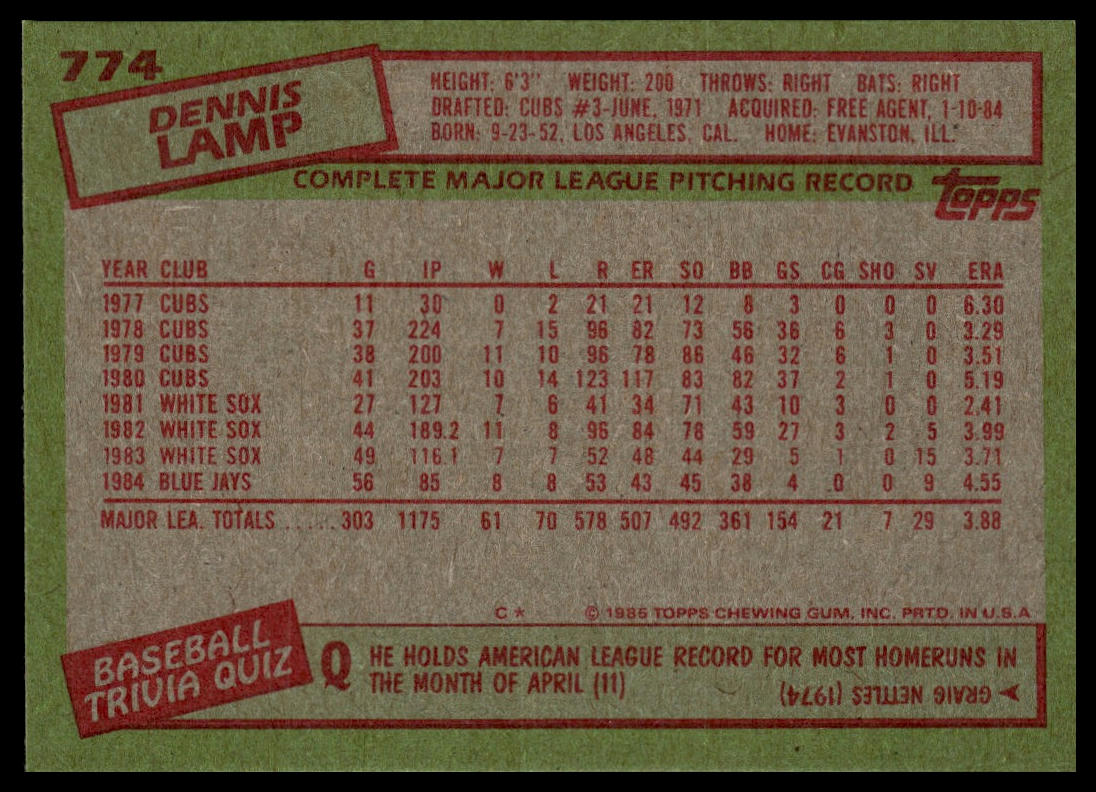 774
DENNIS
LAMP
HEIGHT: 6'3" WEIGHT: 200 THROWS: RIGHT BATS: RIGHT
DRAFTED: CUBS #3-JUNE, 1971 ACQUIRED: FREE AGENT, 1-10-84
BORN: 9-23-52, LOS ANGELES, CAL. HOME: EVANSTON, ILL.
COMPLETE MAJOR LEAGUE PITCHING RECORD
topps
YEAR CLUB G IP W L R ER SO BB GS CG SHO SV ERA
1977 CUBS 11 30 0 2 21 21 12 8 3 0 0 0 6.30
1978 CUBS 37 224 7 15 96 82 73 56 36 6 3 0 3.29
1979 CUBS 38 200 11 10 96 78 86 46 32 6 1 0 3.51
1980 CUBS 41 203 10 14 123 117 83 82 37 2 1 0 5.19
1981 WHITE SOX 27 127 7 6 41 34 71 43 10 3 0 0 2.41
1982 WHITE SOX 44 189.2 11 8 96 84 78 59 27 3 2 5 3.99
1983 WHITE SOX 49 116.1 7 7 52 48 44 29 5 1 0 15 3.71
1984 BLUE JAYS 56 85 8 8 53 43 45 38 4 0 0 9 4.55
MAJOR LEA. TOTALS ...... 303 1175 61 70 578 507 492 361 154 21 7 29 3.88
C* © 1985 TOPPS CHEWING GUM, INC. PRTD. IN U.S.A
BASEBALL
TRIVIA QUIZ
Q HE HOLDS AMERICAN LEAGUE RECORD FOR MOST HOMERUNS IN
THE MONTH OF APRIL (11)
GRAIG NETTLES (1974)